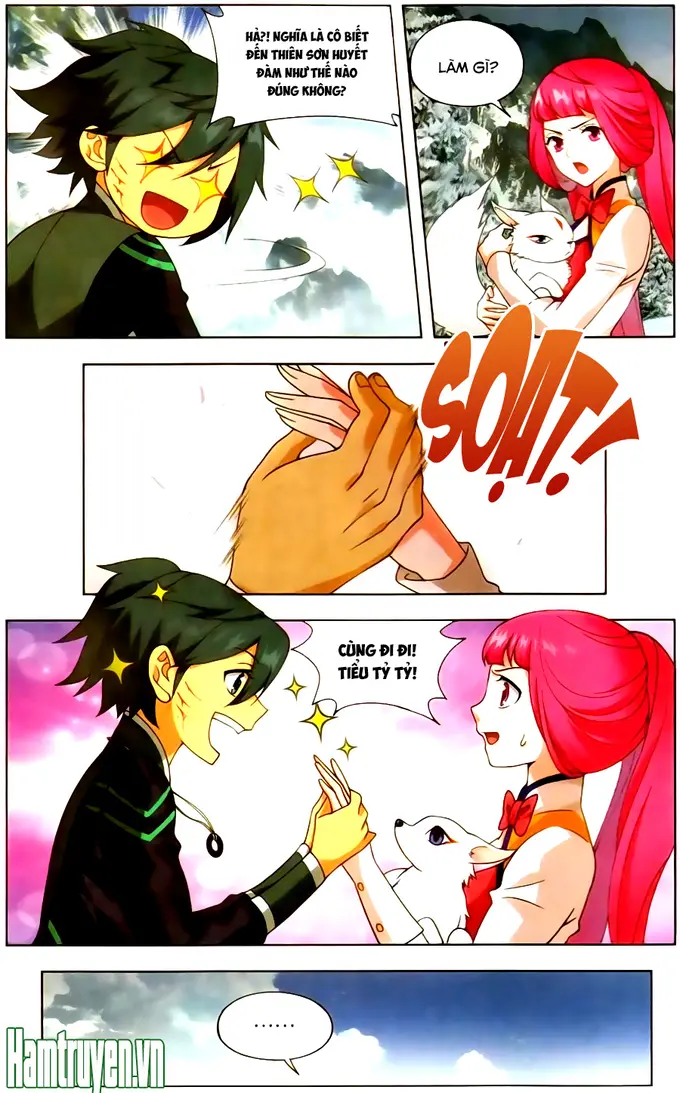 HẢ?! NGHĨA LÀ CÔ BIẾT
ĐẾN THIÊN SƠN HUYẾT
ĐÀM NHƯ THẾ NÀO
ĐÚNG KHÔNG?
LÀM GÌ?
SOẠT!
CÙNG ĐI ĐI!
TIỂU TỶ TỶ!
......
Hamtruyen.vn